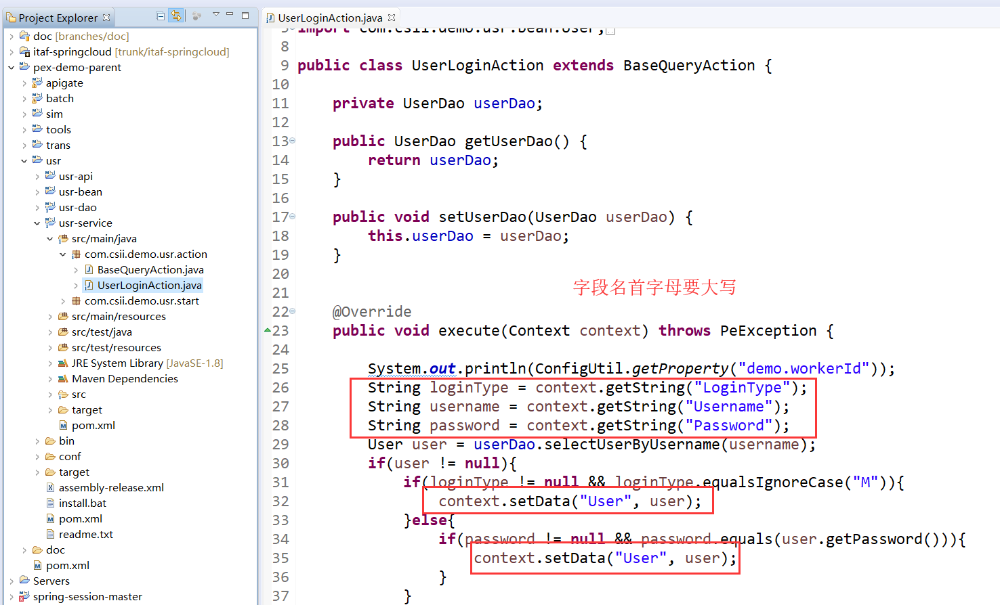 Project Explorer
doc [branches/doc]
itaf-springcloud [trunk/itaf-springcloud]
pex-demo-parent
apigate
batch
sim
tools
trans
usr
usr-api
usr-bean
usr-dao
usr-service
src/main/java
com.csii.demo.usr.action
BaseQueryAction.java
UserLoginAction.java
com.csii.demo.usr.start
src/main/resources
src/test/java
src/test/resources
JRE System Library [JavaSE-1.8]
Maven Dependencies
src
target
pom.xml
bin
conf
target
assembly-release.xml
install.bat
pom.xml
readme.txt
doc
pom.xml
Servers
spring-session-master
UserLoginAction.java
5 import com.csii.demo.usr.bean.User;
8
9 public class UserLoginAction extends BaseQueryAction {
10
11 private UserDao userDao;
12
13 public UserDao getUserDao() {
14 return userDao;
15 }
16
17 public void setUserDao(UserDao userDao) {
18 this.userDao = userDao;
19 }
20
21 字段名首字母要大写
22 @Override
23 public void execute(Context context) throws PeException {
24
25 System.out.println(ConfigUtil.getProperty("demo.workerId"));
26 String loginType = context.getString("LoginType");
27 String username = context.getString("Username");
28 String password = context.getString("Password");
29 User user = userDao.selectUserByUsername(username);
30 if(user != null){
31 if(loginType != null && loginType.equalsIgnoreCase("M")){
32 context.setData("User", user);
33 }else{
34 if(password != null && password.equals(user.getPassword())){
35 context.setData("User", user);
36 }
37 }